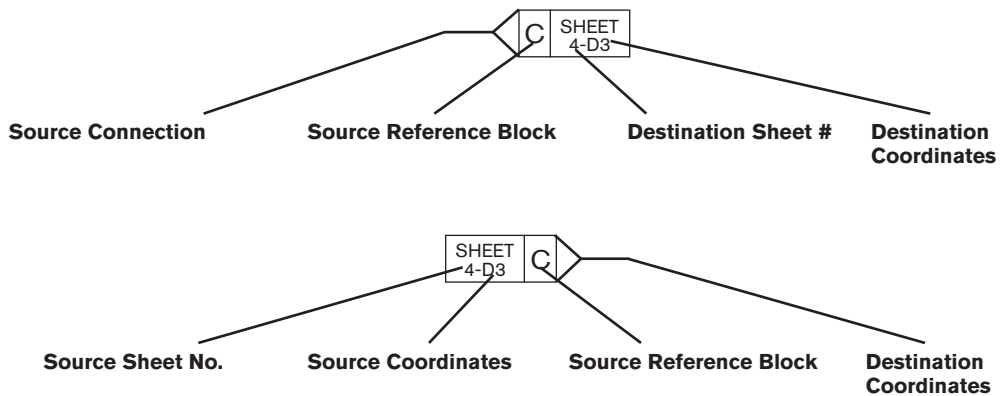 C
SHEET
4-D3
Source Connection
Source Reference Block
Destination Sheet #
Destination
Coordinates
SHEET
4-D3
C
Source Sheet No.
Source Coordinates
Source Reference Block
Destination
Coordinates